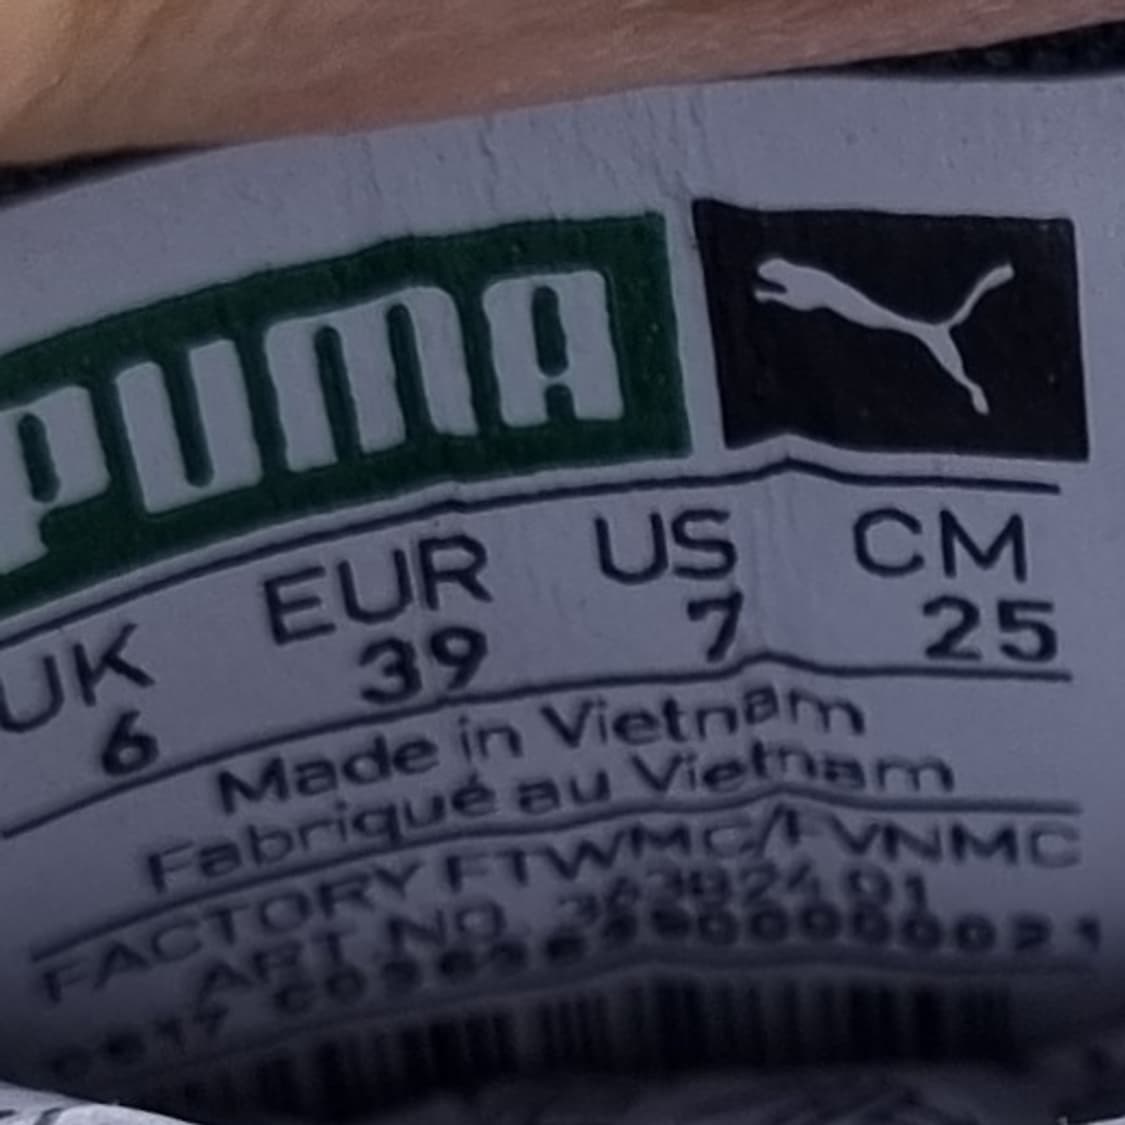 PUMA
UK EUR US CM
6 39 7 25
Made in Vietnam
Fabriqué au Vietnam
FACTORY FTWMC/FVNMC
ART NO.